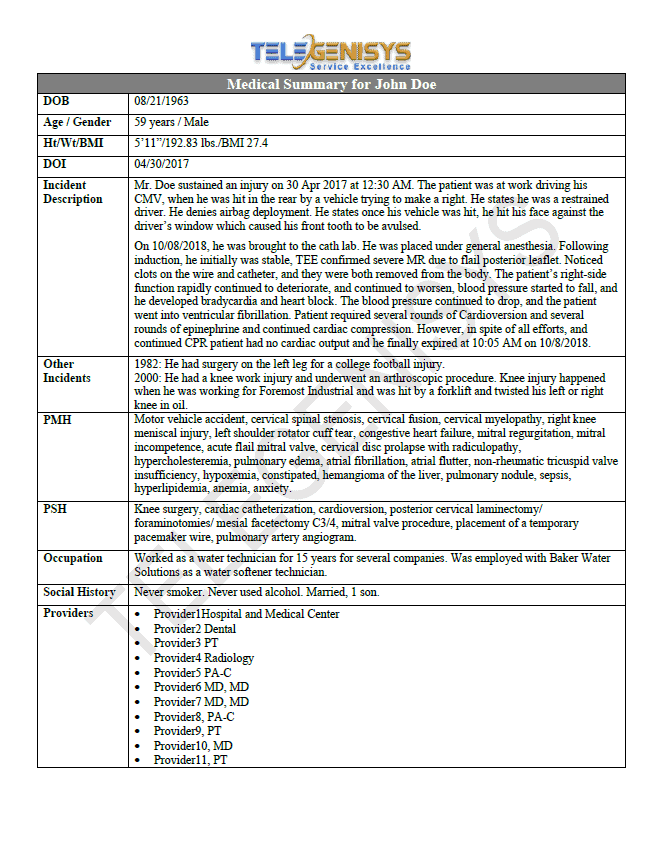 TELEGENISYS
Service Excellence
Medical Summary for John Doe
DOB 08/21/1963
Age / Gender 59 years / Male
Ht/Wt/BMI 5’11”/192.83 lbs./BMI 27.4
DOI 04/30/2017
Incident Description
Mr. Doe sustained an injury on 30 Apr 2017 at 12:30 AM. The patient was at work driving his
CMV, when he was hit in the rear by a vehicle trying to make a right. He states he was a restrained
driver. He denies airbag deployment. He states once his vehicle was hit, he hit his face against the
driver’s window which caused his front tooth to be avulsed.
On 10/08/2018, he was brought to the cath lab. He was placed under general anesthesia. Following
induction, he initially was stable, TEE confirmed severe MR due to flail posterior leaflet. Noticed
clots on the wire and catheter, and they were both removed from the body. The patient’s right-side
function rapidly continued to deteriorate, and continued to worsen, blood pressure started to fall, and
he developed bradycardia and heart block. The blood pressure continued to drop, and the patient
went into ventricular fibrillation. Patient required several rounds of Cardioversion and several
rounds of epinephrine and continued cardiac compression. However, in spite of all efforts, and
continued CPR patient had no cardiac output and he finally expired at 10:05 AM on 10/8/2018.
Other Incidents
1982: He had surgery on the left leg for a college football injury.
2000: He had a knee work injury and underwent an arthroscopic procedure. Knee injury happened
when he was working for Foremost Industrial and was hit by a forklift and twisted his left or right
knee in oil.
PMH
Motor vehicle accident, cervical spinal stenosis, cervical fusion, cervical myelopathy, right knee
meniscal injury, left shoulder rotator cuff tear, congestive heart failure, mitral regurgitation, mitral
incompetence, acute flail mitral valve, cervical disc prolapse with radiculopathy,
hypercholesteremia, pulmonary edema, atrial fibrillation, atrial flutter, non-rheumatic tricuspid valve
insufficiency, hypoxemia, constipated, hemangioma of the liver, pulmonary nodule, sepsis,
hyperlipidemia, anemia, anxiety.
PSH
Knee surgery, cardiac catheterization, cardioversion, posterior cervical laminectomy/
foraminotomies/ mesial facetectomy C3/4, mitral valve procedure, placement of a temporary
pacemaker wire, pulmonary artery angiogram.
Occupation
Worked as a water technician for 15 years for several companies. Was employed with Baker Water
Solutions as a water softener technician.
Social History Never smoker. Never used alcohol. Married, 1 son.
Providers
• Provider1Hospital and Medical Center
• Provider2 Dental
• Provider3 PT
• Provider4 Radiology
• Provider5 PA-C
• Provider6 MD, MD
• Provider7 MD, MD
• Provider8, PA-C
• Provider9, PT
• Provider10, MD
• Provider11, PT
TELEGENISYS